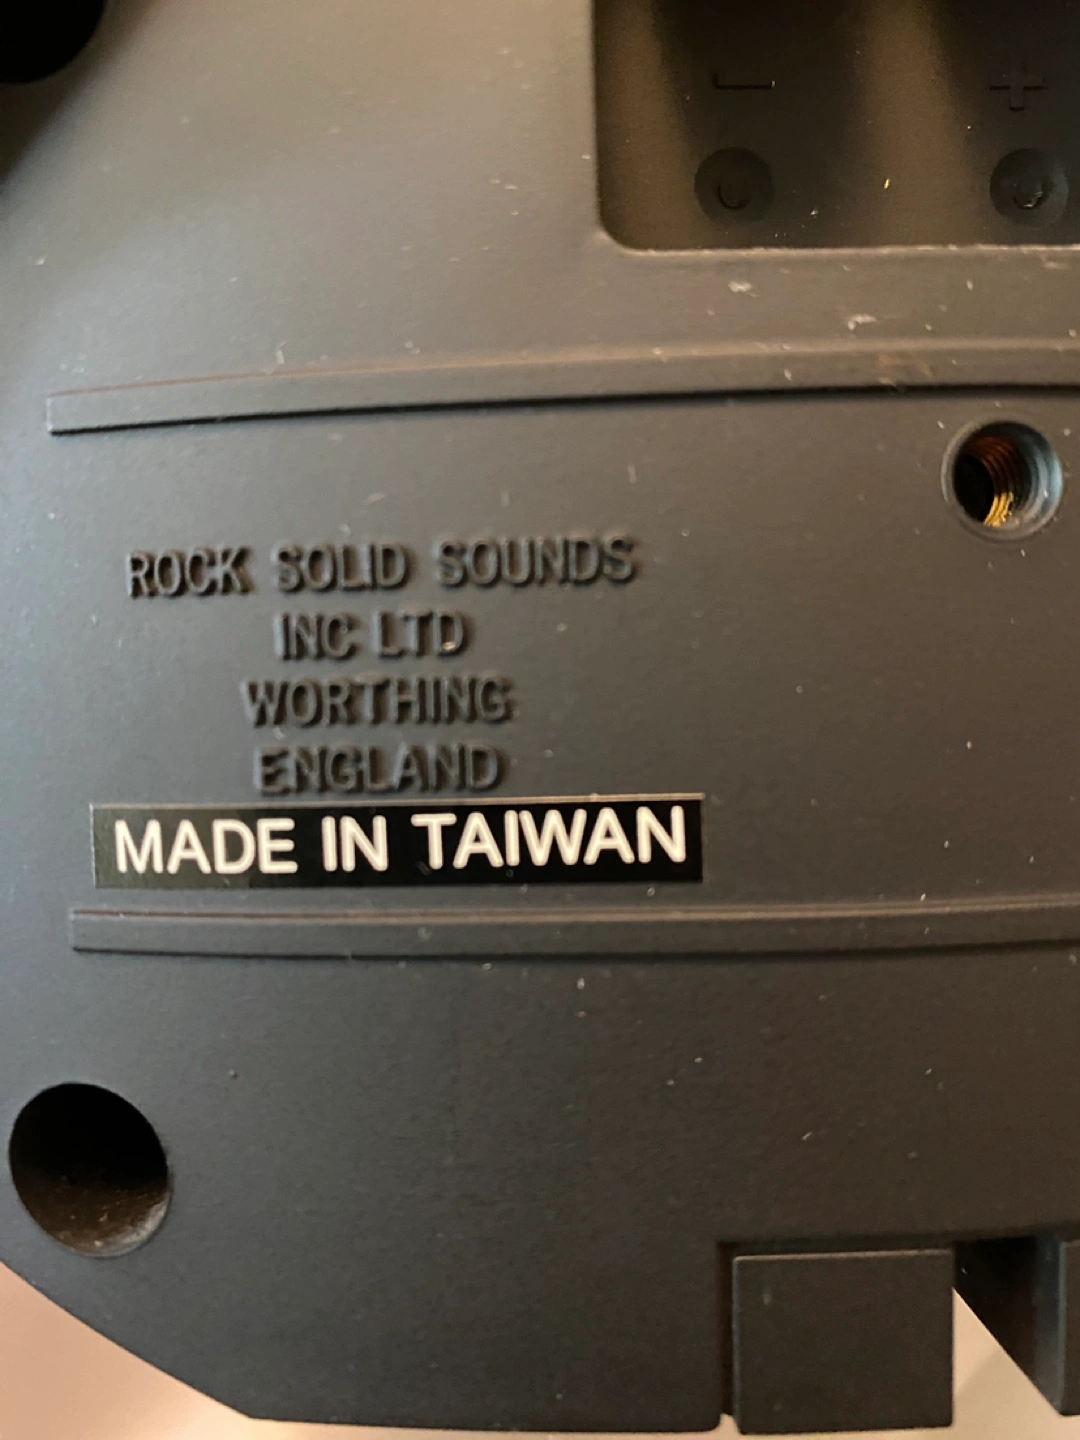 − +
ROCK SOLID SOUNDS
INC LTD
WORTHING
ENGLAND
MADE IN TAIWAN